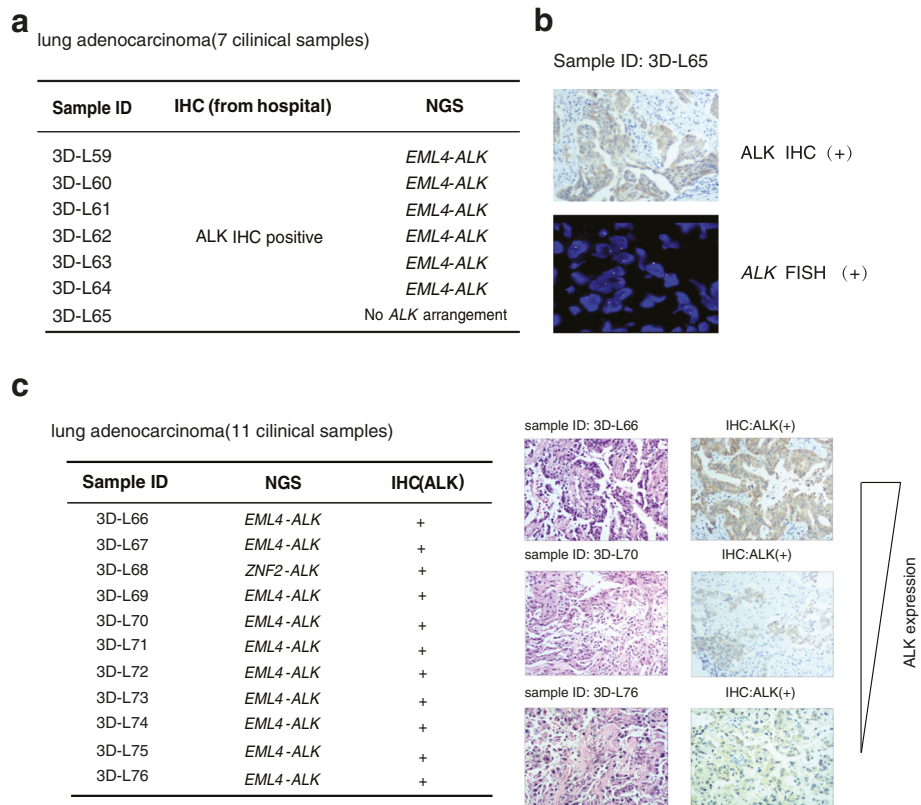 a
lung adenocarcinoma(7 cilinical samples)
Sample ID IHC (from hospital) NGS
3D-L59 EML4-ALK
3D-L60 EML4-ALK
3D-L61 EML4-ALK
3D-L62 ALK IHC positive EML4-ALK
3D-L63 EML4-ALK
3D-L64 EML4-ALK
3D-L65 No ALK arrangement
b
Sample ID: 3D-L65
ALK IHC (+)
ALK FISH (+)
c
lung adenocarcinoma(11 cilinical samples)
Sample ID NGS IHC(ALK)
3D-L66 EML4-ALK +
3D-L67 EML4-ALK +
3D-L68 ZNF2-ALK +
3D-L69 EML4-ALK +
3D-L70 EML4-ALK +
3D-L71 EML4-ALK +
3D-L72 EML4-ALK +
3D-L73 EML4-ALK +
3D-L74 EML4-ALK +
3D-L75 EML4-ALK +
3D-L76 EML4-ALK +
sample ID: 3D-L66 IHC:ALK(+)
sample ID: 3D-L70 IHC:ALK(+)
sample ID: 3D-L76 IHC:ALK(+)
ALK expression